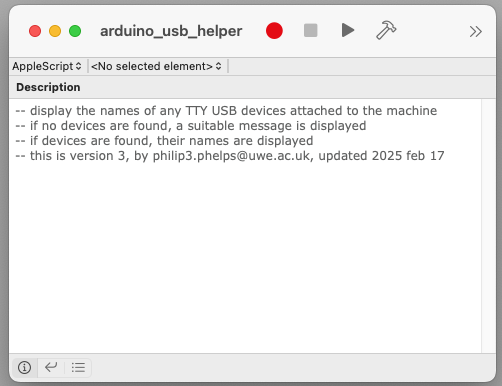 arduino_usb_helper
AppleScript <No selected element>
Description
-- display the names of any TTY USB devices attached to the machine
-- if no devices are found, a suitable message is displayed
-- if devices are found, their names are displayed
-- this is version 3, by philip3.phelps@uwe.ac.uk, updated 2025 feb 17